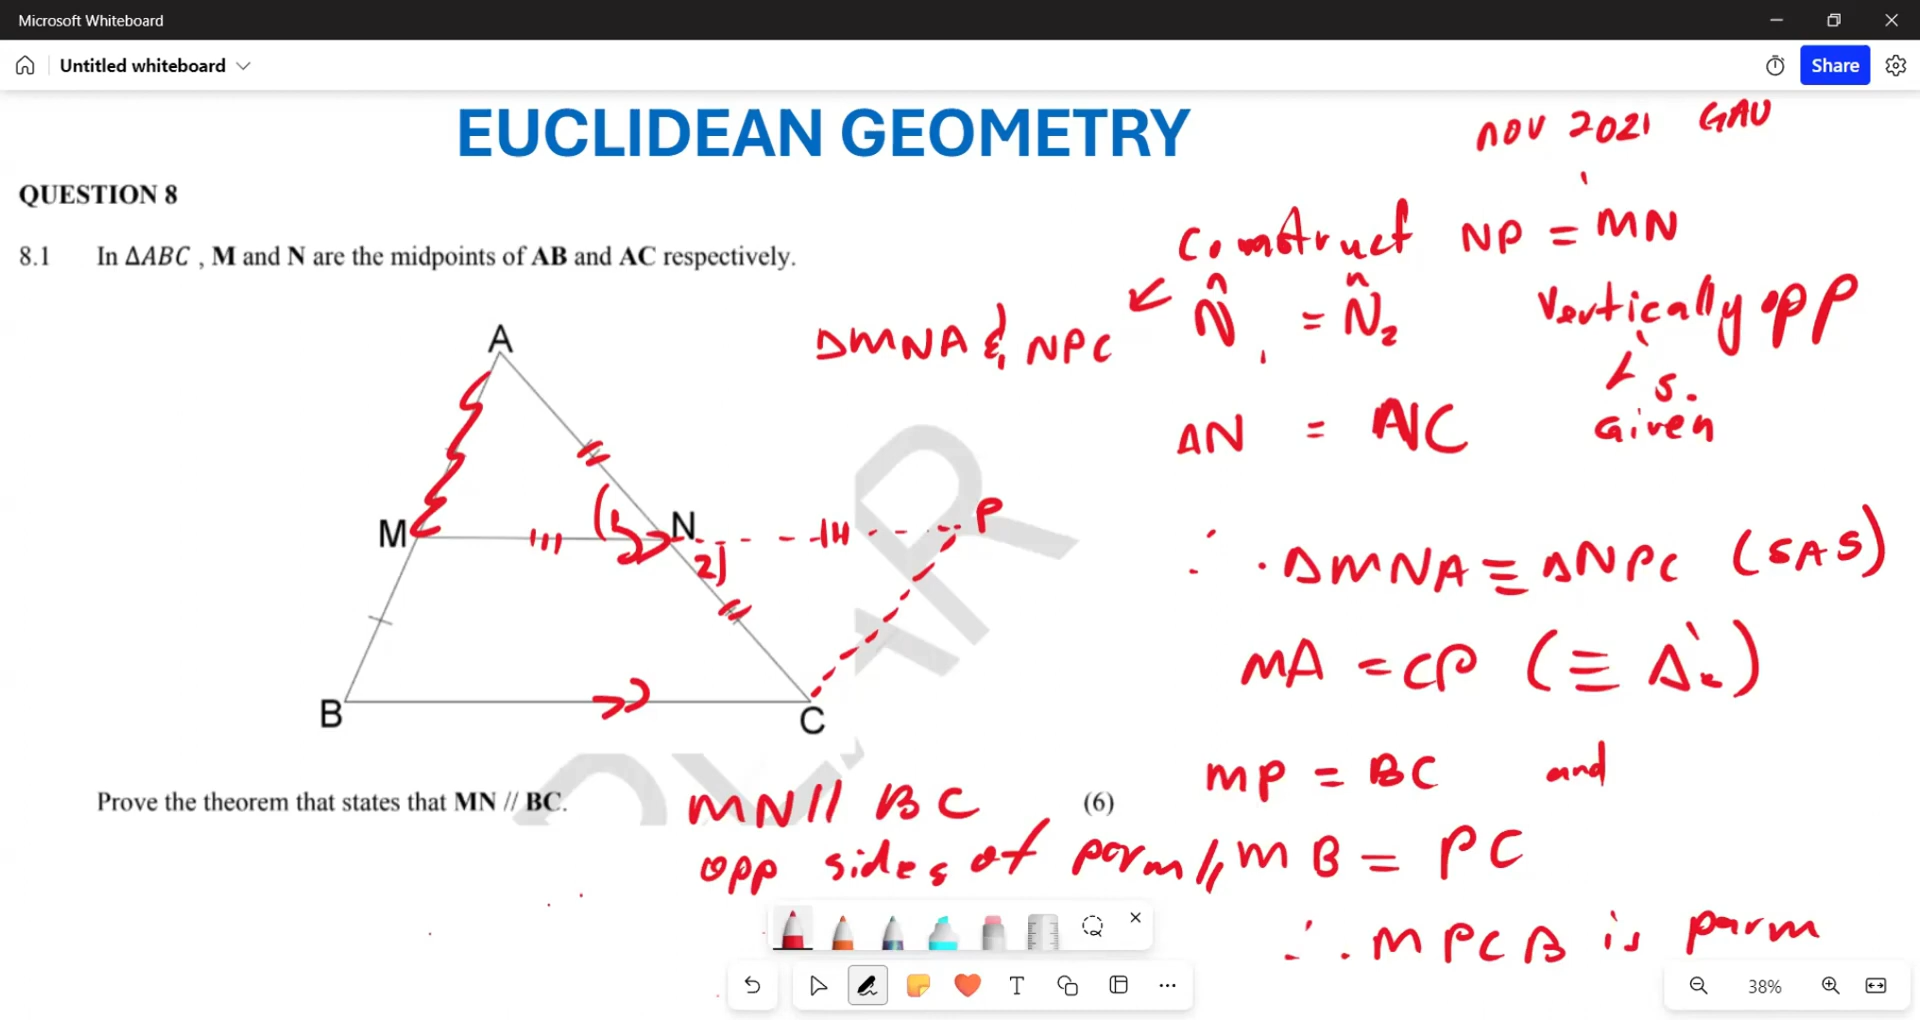 Microsoft Whiteboard
Untitled whiteboard
Share
EUCLIDEAN GEOMETRY
NOV 2021 GAU
QUESTION 8
8.1 In ΔABC , M and N are the midpoints of AB and AC respectively.
Construct NP = MN
ΔMNA & NPC
N̂1 = N̂2 Vertically opp
∠s.
AN = NC Given
A
M
N
P
1
2
B
C
∴ ΔMNA ≡ ΔNPC (SAS)
MA = CP (≡ Δ's)
MP = BC and
Prove the theorem that states that MN // BC. (6)
MN // BC
opp sides of parm //
MB = PC
∴ MPCB is parm
38%